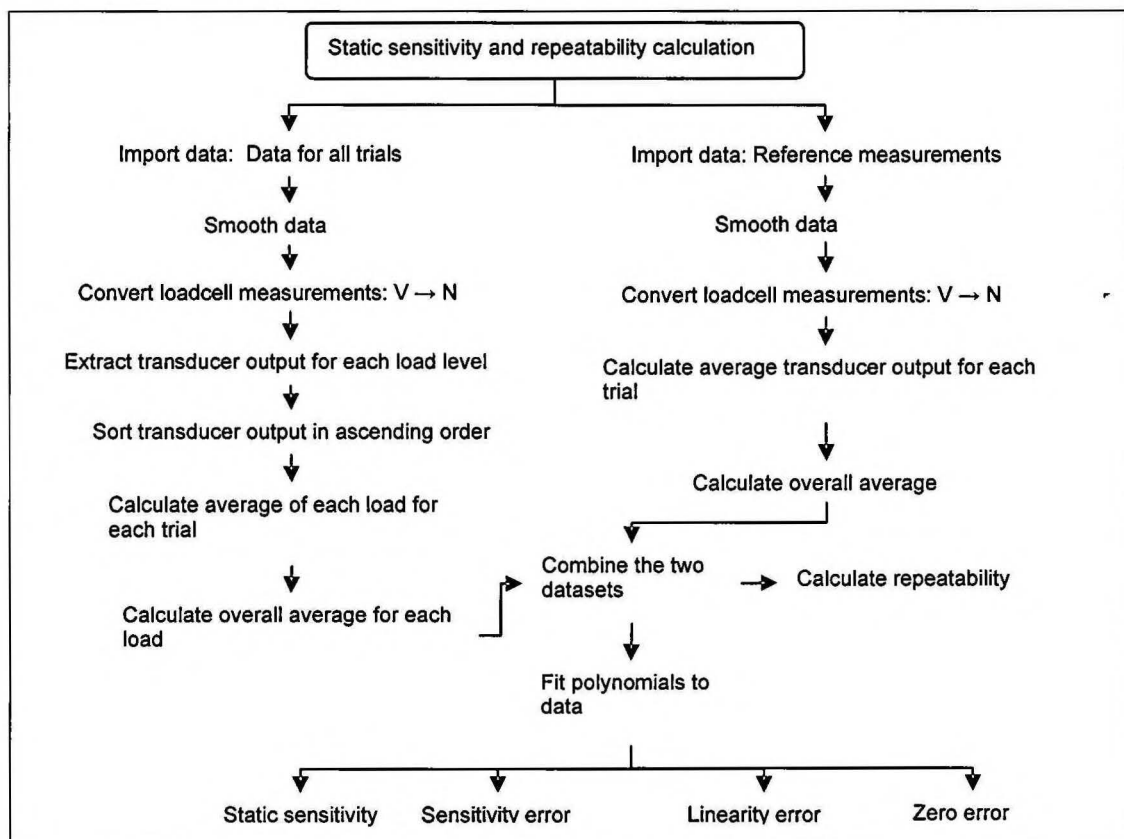 Static sensitivity and repeatability calculation
Import data: Data for all trials
Smooth data
Convert loadcell measurements: V → N
Extract transducer output for each load level
Sort transducer output in ascending order
Calculate average of each load for
each trial
Calculate overall average for each
load
Import data: Reference measurements
Smooth data
Convert loadcell measurements: V → N
Calculate average transducer output for each
trial
Calculate overall average
Combine the two
datasets
Calculate repeatability
Fit polynomials to
data
Static sensitivity
Sensitivity error
Linearity error
Zero error